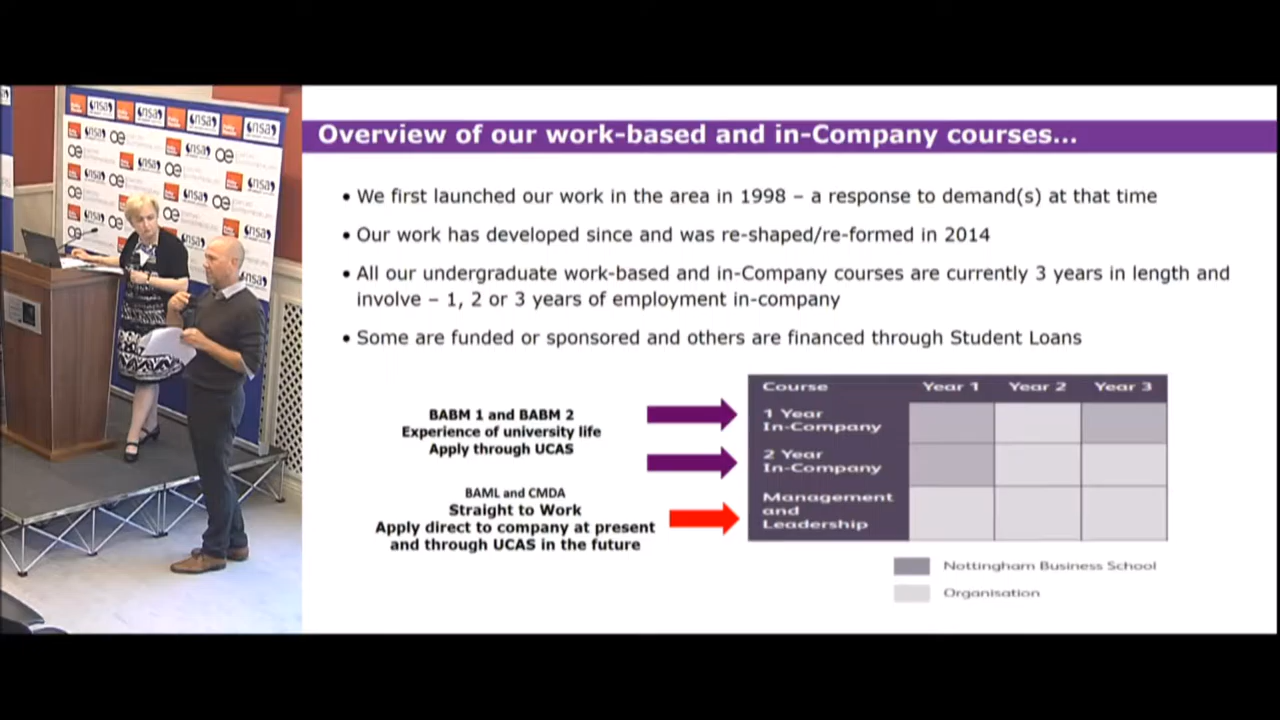 Overview of our work-based and in-Company courses...
• We first launched our work in the area in 1998 – a response to demand(s) at that time
• Our work has developed since and was re-shaped/re-formed in 2014
• All our undergraduate work-based and in-Company courses are currently 3 years in length and
involve – 1, 2 or 3 years of employment in-company
• Some are funded or sponsored and others are financed through Student Loans
BABM 1 and BABM 2
Experience of university life
Apply through UCAS
BAML and CMDA
Straight to Work
Apply direct to company at present
and through UCAS in the future
Course Year 1 Year 2 Year 3
1 Year
In-Company
2 Year
In-Company
Management
and
Leadership
Nottingham Business School
Organisation
nsa
nsa
nsa
nsa